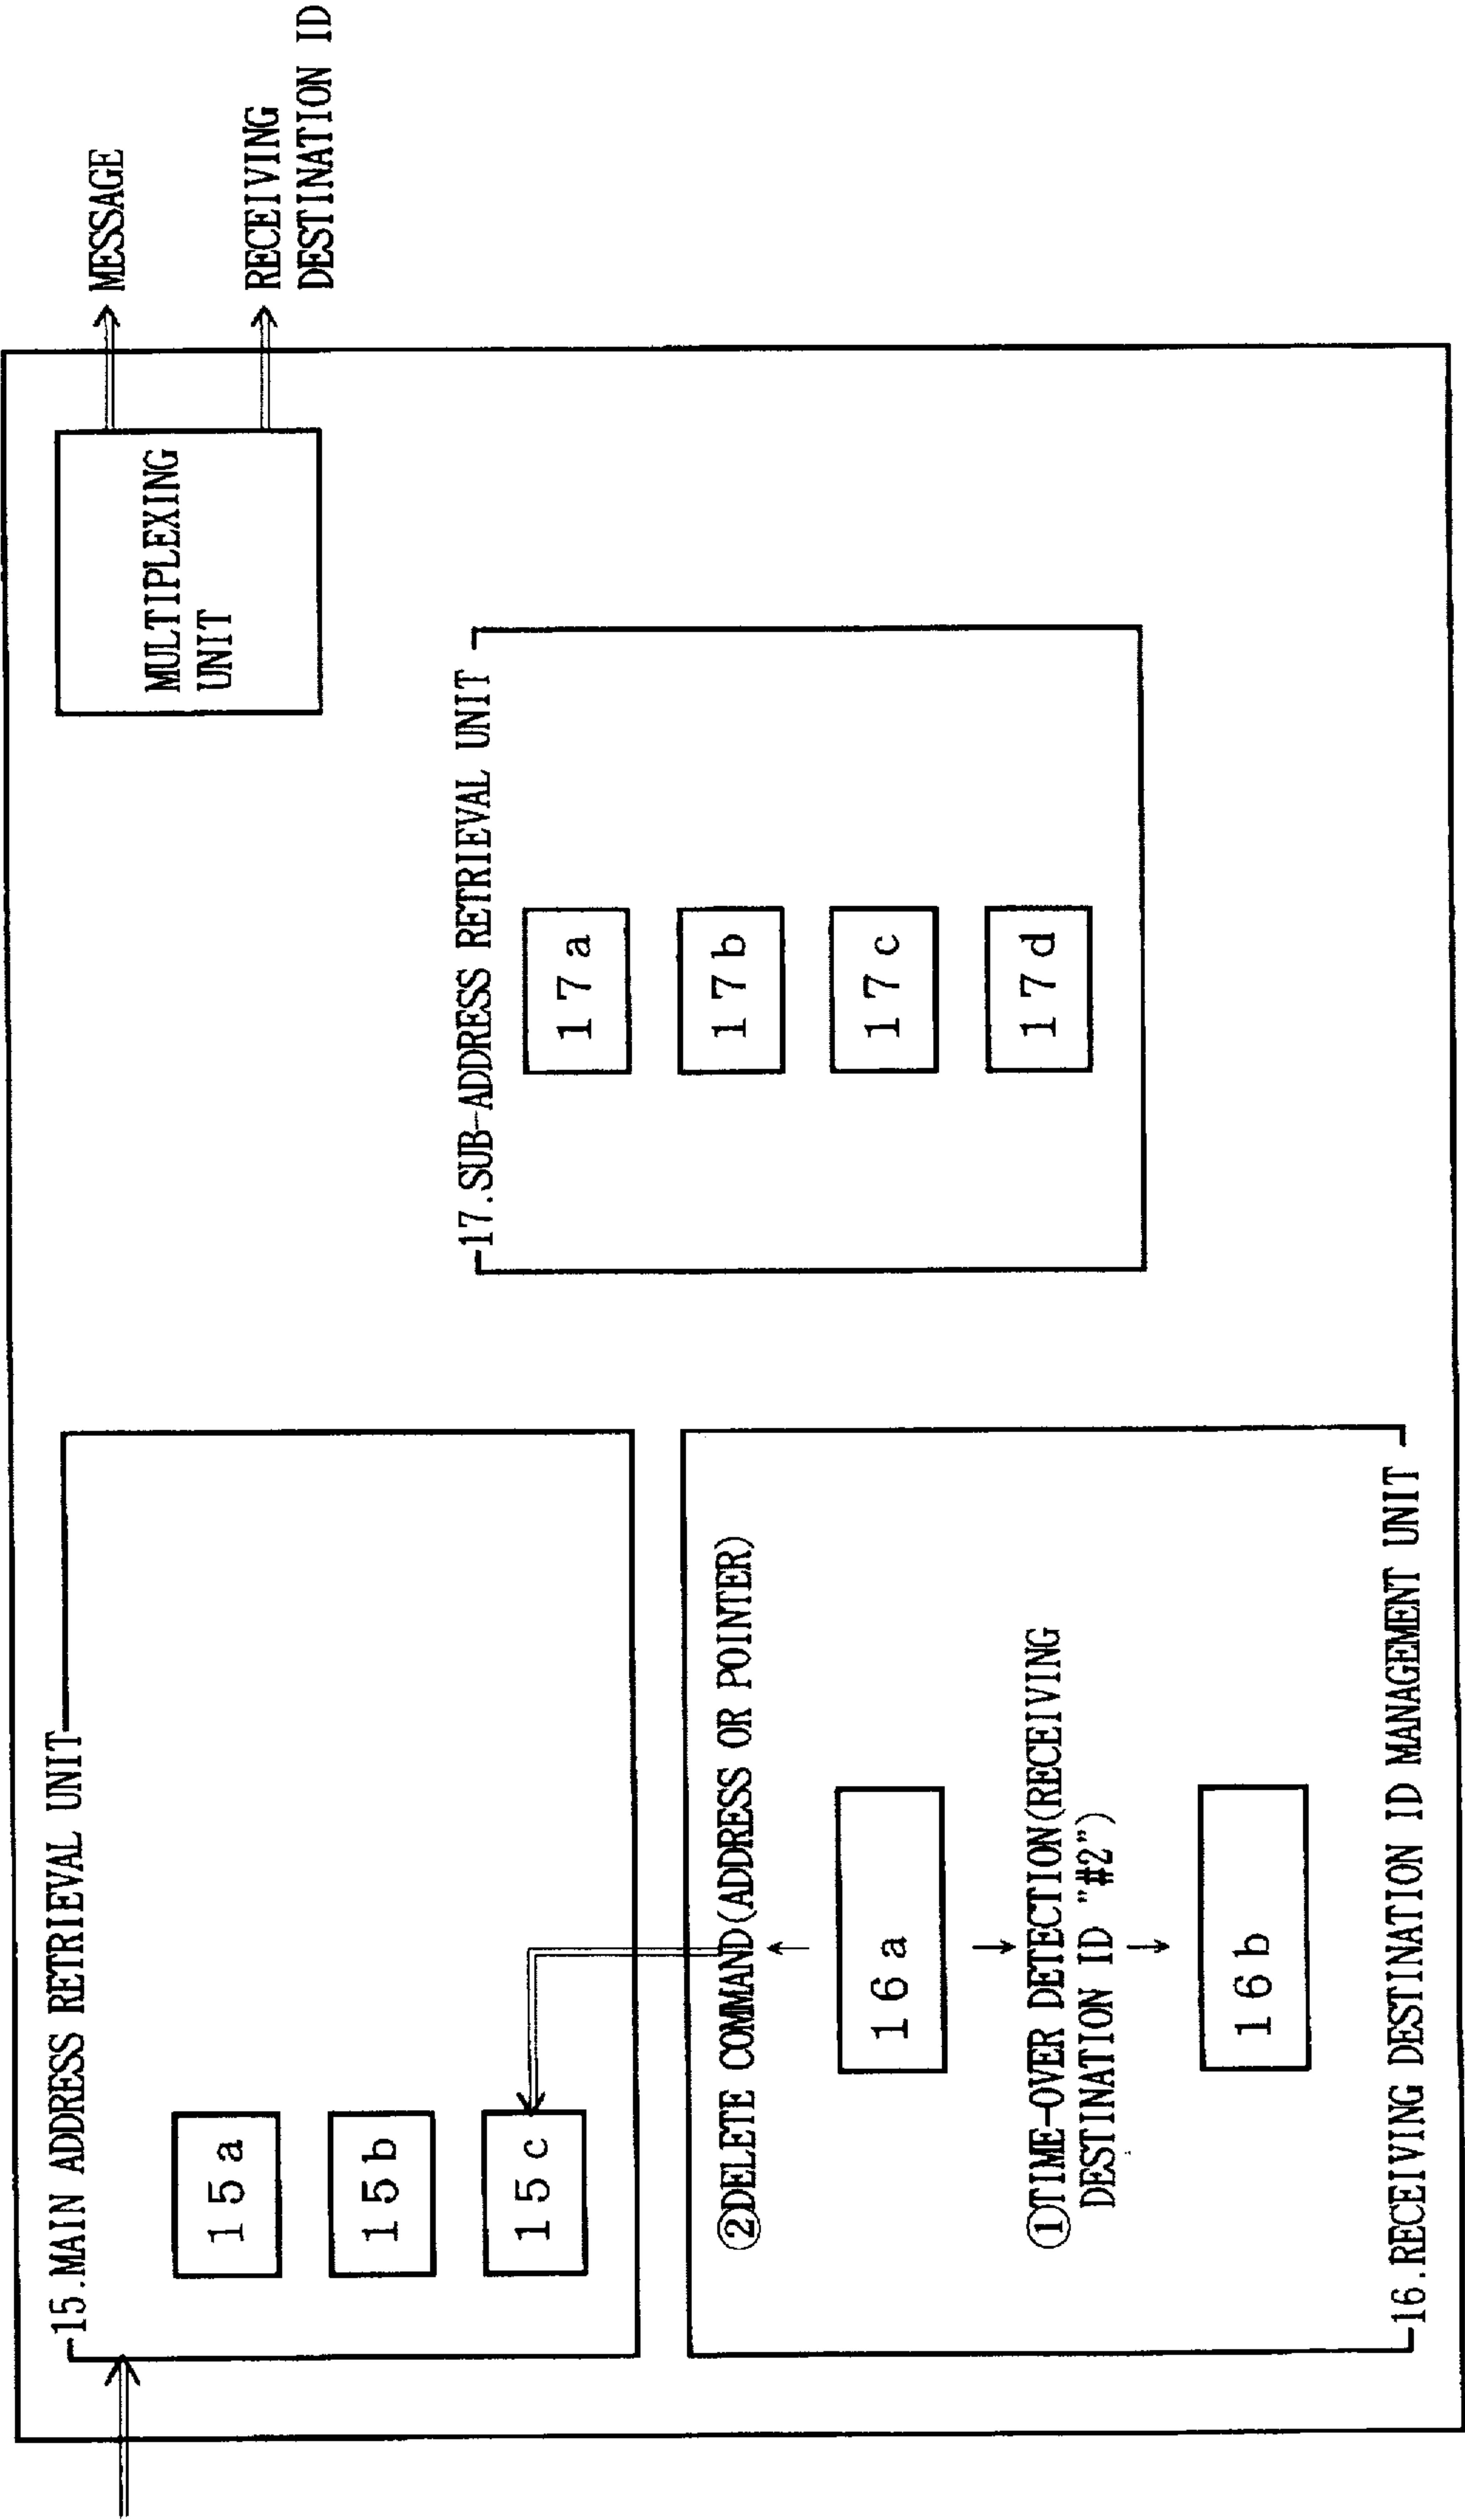 15.MAIN ADDRESS RETRIEVAL UNIT
15a
15b
15c
②DELETE COMMAND(ADDRESS OR POINTER)
16a
①TIME-OVER DETECTION(RECEIVING
DESTINATION ID "#2")
16b
16.RECEIVING DESTINATION ID MANAGEMENT UNIT
17.SUB-ADDRESS RETRIEVAL UNIT
17a
17b
17c
17d
MULTIPLEXING
UNIT
MESSAGE
RECEIVING
DESTINATION ID